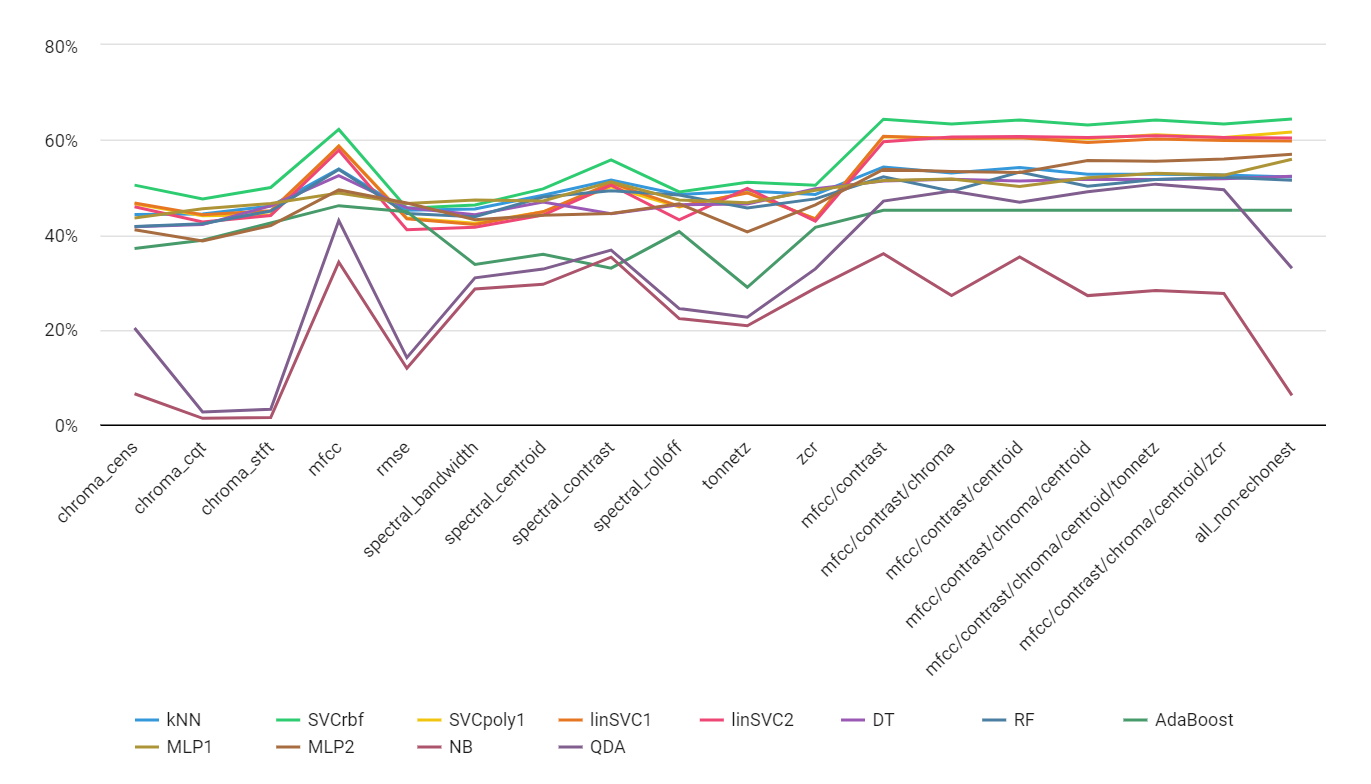 80%
60%
40%
20%
0%
chroma_cens
chroma_cqt
chroma_stft
mfcc
rmse
spectral_bandwidth
spectral_centroid
spectral_contrast
spectral_rolloff
tonnetz
zcr
mfcc/contrast
mfcc/contrast/chroma
mfcc/contrast/centroid
mfcc/contrast/chroma/centroid
mfcc/contrast/chroma/centroid/tonnetz
mfcc/contrast/chroma/centroid/zcr
all_non-echonest
kNN SVCrbf SVCpoly1 linSVC1 linSVC2 DT RF AdaBoost
MLP1 MLP2 NB QDA